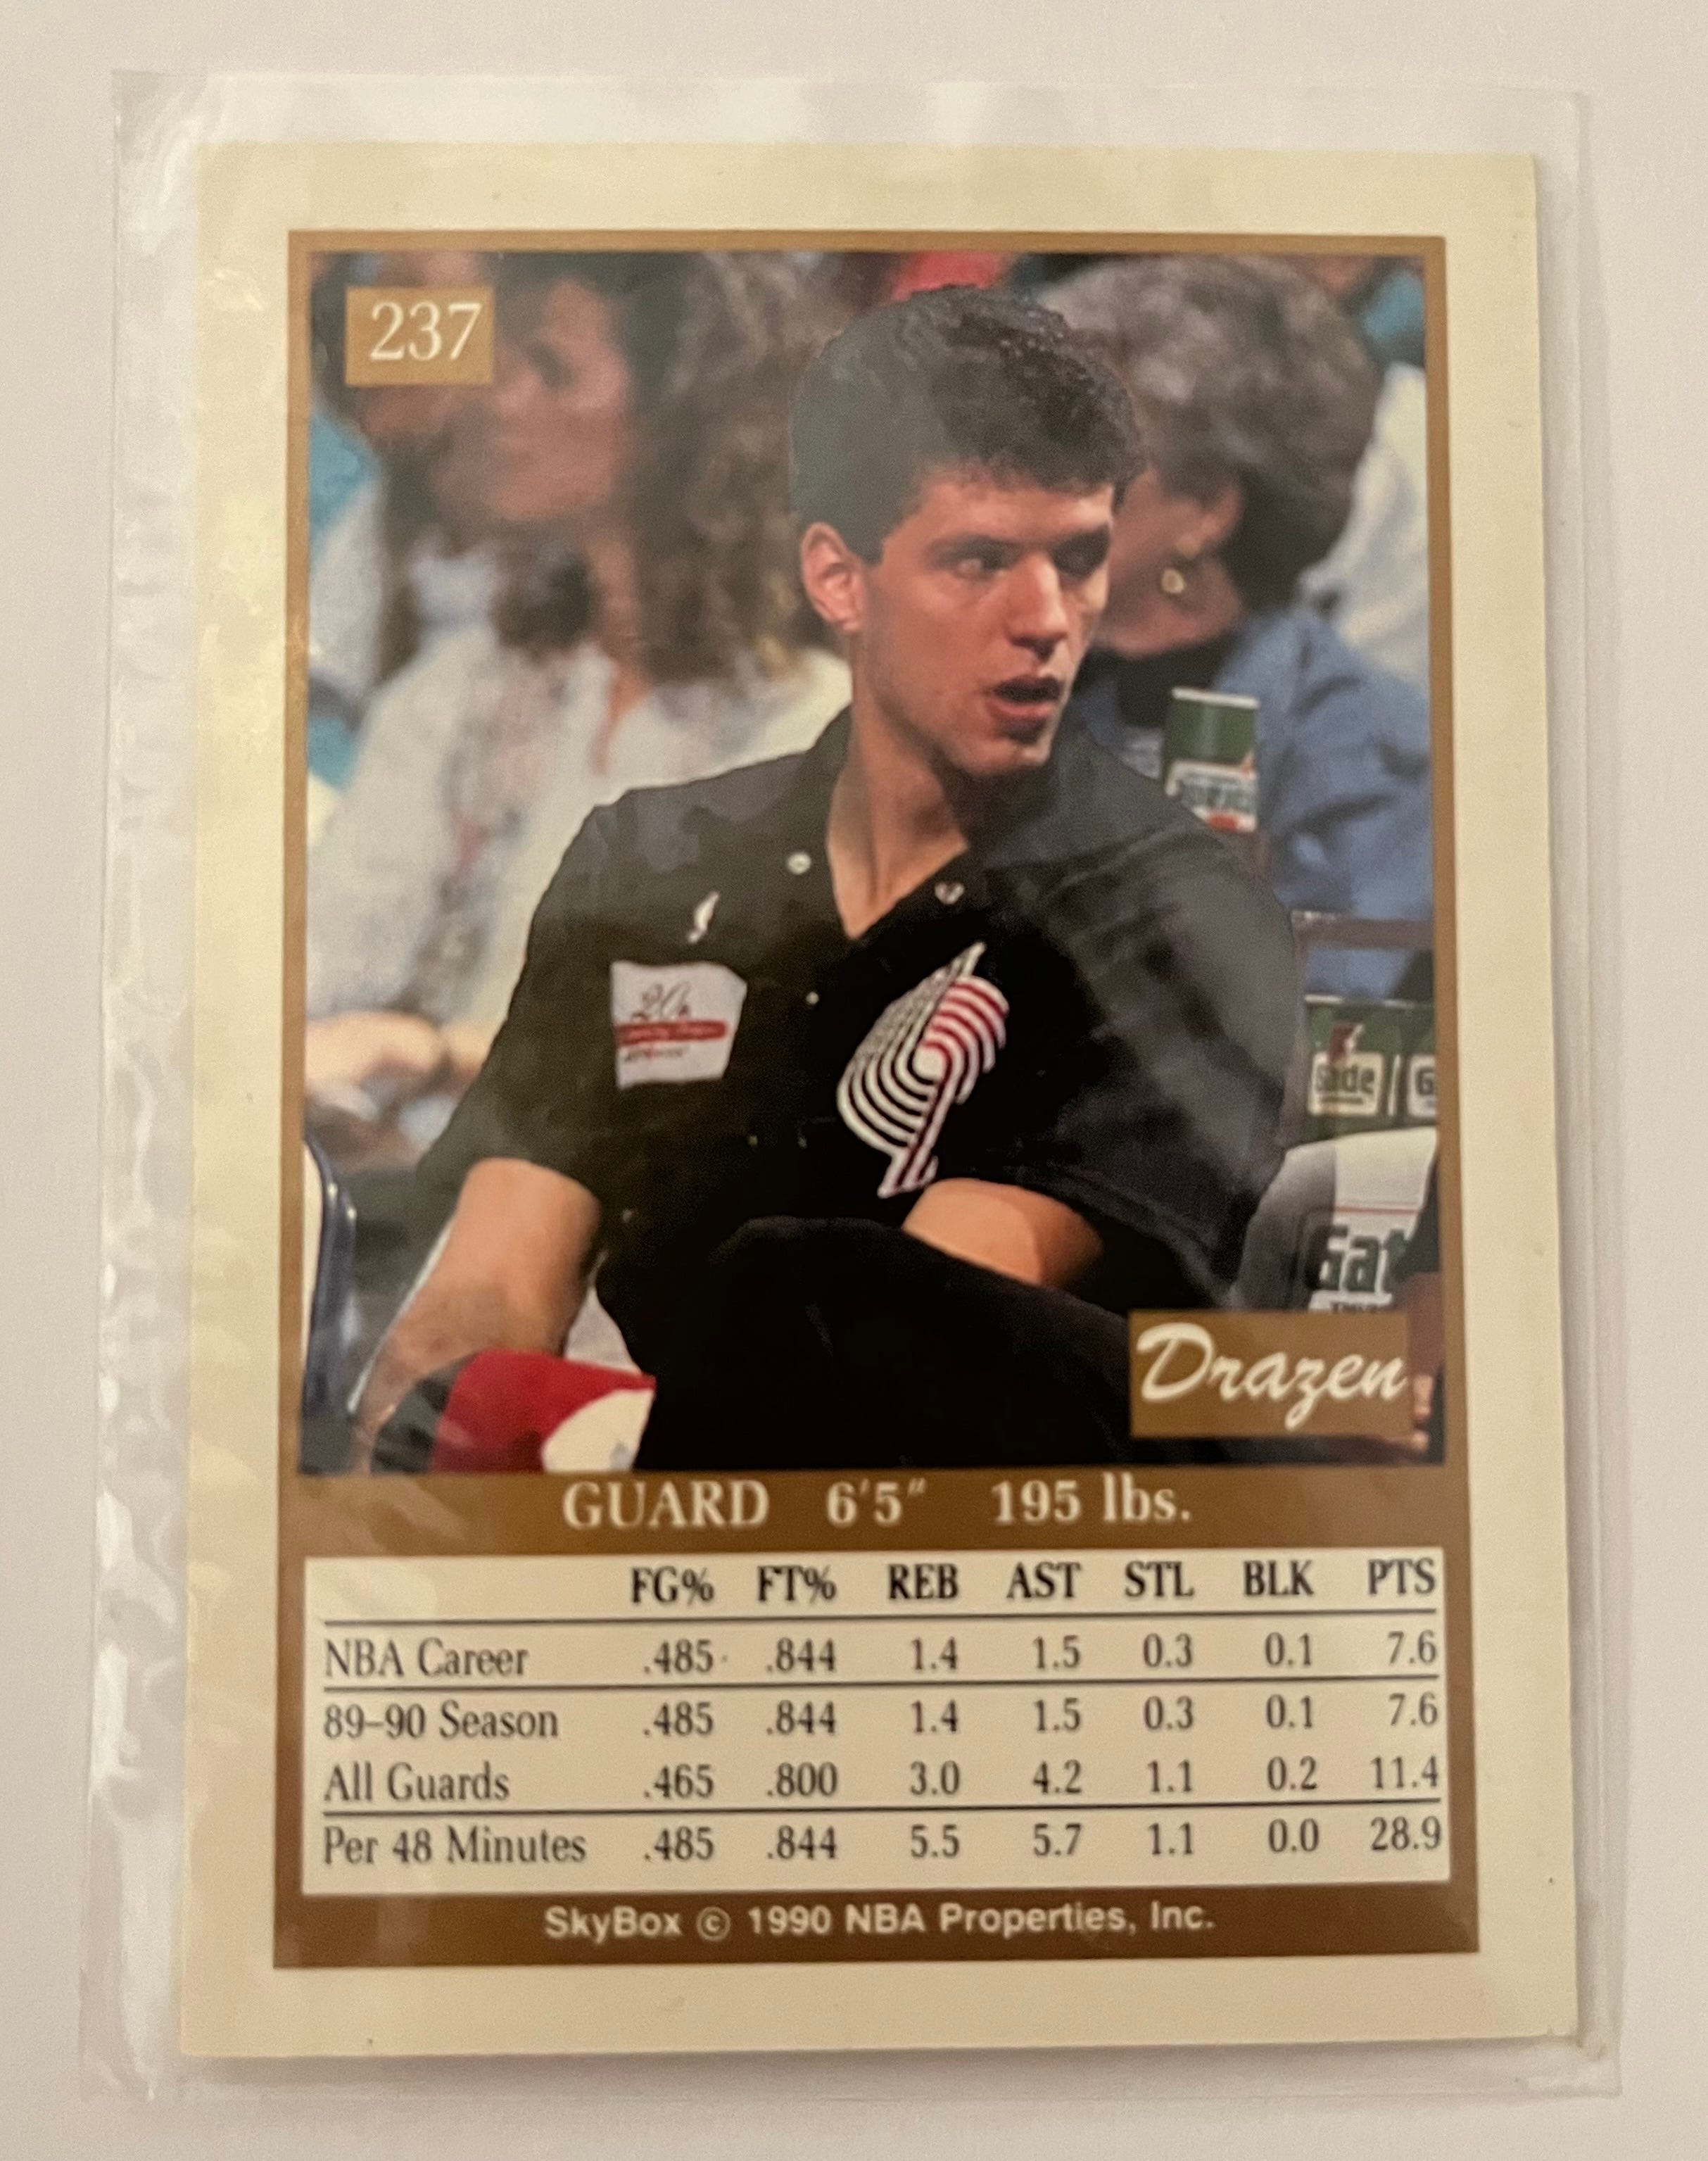 237
20
ade
G
Gat
Drazen
GUARD 6'5" 195 lbs.
FG% FT% REB AST STL BLK PTS
NBA Career .485 .844 1.4 1.5 0.3 0.1 7.6
89–90 Season .485 .844 1.4 1.5 0.3 0.1 7.6
All Guards .465 .800 3.0 4.2 1.1 0.2 11.4
Per 48 Minutes .485 .844 5.5 5.7 1.1 0.0 28.9
SkyBox © 1990 NBA Properties, Inc.